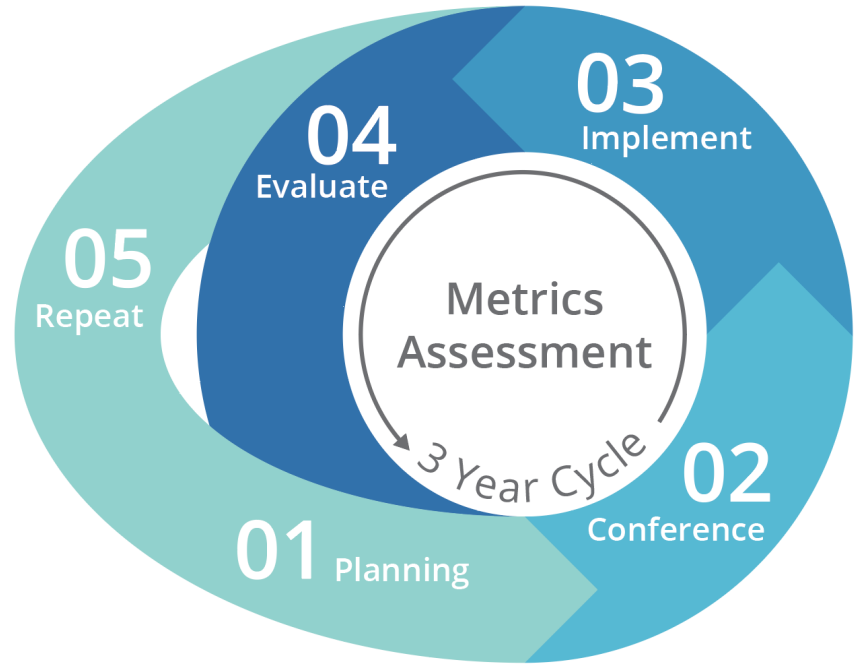 03
Implement
04
Evaluate
05
Repeat
Metrics
Assessment
3 Year Cycle
02
Conference
01 Planning